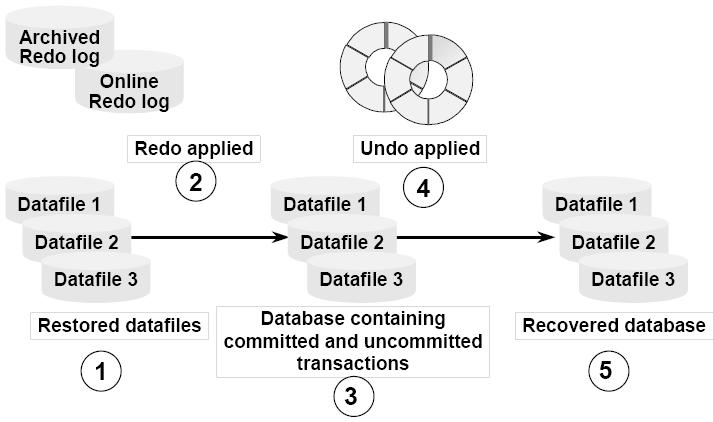 Archived
Redo log
Online
Redo log
Redo applied
2
Undo applied
4
Datafile 1
Datafile 2
Datafile 3
Datafile 1
Datafile 2
Datafile 3
Datafile 1
Datafile 2
Datafile 3
Restored datafiles
1
Database containing
committed and uncommitted
transactions
3
Recovered database
5